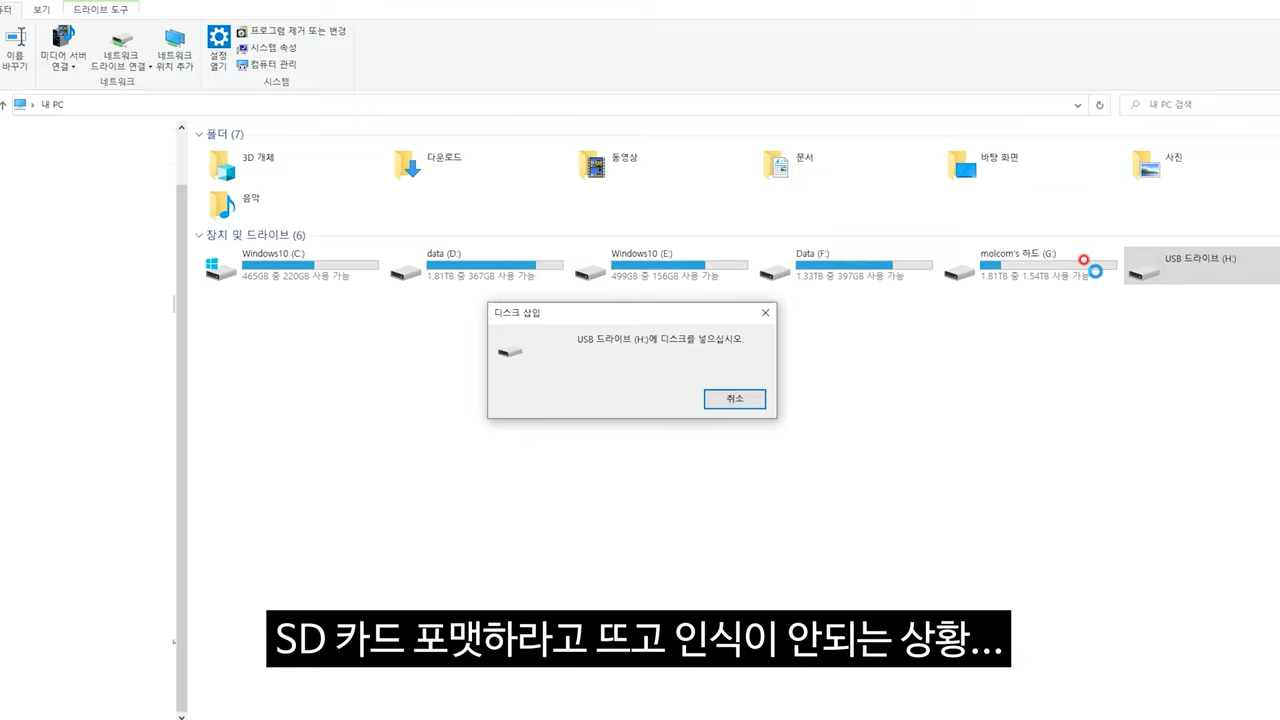 퓨터
보기
드라이브 도구
이름
바꾸기
미디어 서버
연결
네트워크
드라이브 연결
네트워크
위치 추가
네트워크
설정
열기
프로그램 제거 또는 변경
시스템 속성
컴퓨터 관리
시스템
내 PC
내 PC 검색
폴더 (7)
3D 개체
다운로드
동영상
문서
바탕 화면
사진
음악
장치 및 드라이브 (6)
Windows10 (C:)
465GB 중 220GB 사용 가능
data (D:)
1.81TB 중 367GB 사용 가능
Windows10 (E:)
499GB 중 156GB 사용 가능
Data (F:)
1.33TB 중 397GB 사용 가능
molcom's 하드 (G:)
1.81TB 중 1.54TB 사용 가능
USB 드라이브 (H:)
디스크 삽입
USB 드라이브 (H:)에 디스크를 넣으십시오.
취소
SD 카드 포맷하라고 뜨고 인식이 안되는 상황...